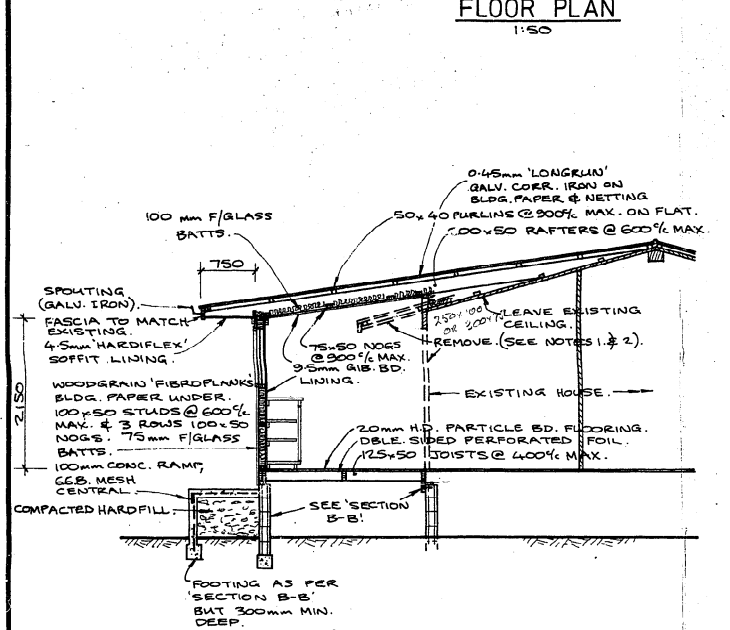 FLOOR PLAN
1:50
0.45mm 'LONGRUN'
GALV. CORR. IRON ON
BLDG. PAPER & NETTING
50x40 PURLINS @ 900c/c MAX. ON FLAT.
200x50 RAFTERS @ 600c/c MAX.
100 mm F/GLASS
BATTS.
750
SPOUTING
(GALV. IRON).
FASCIA TO MATCH
EXISTING.
4.5mm 'HARDIFLEX'
SOFFIT LINING.
75x50 NOGS
@ 900c/c MAX.
9.5mm GIB. BD.
LINING.
LEAVE EXISTING
CEILING.
REMOVE. (SEE NOTES 1. & 2).
2150
WOODGRAIN 'FIBROPLANKS'
BLDG. PAPER UNDER.
100x50 STUDS @ 600c/c
MAX. & 3 ROWS 100x50
NOGS. 75mm F/GLASS
BATTS.
EXISTING HOUSE.
20mm H.D. PARTICLE BD. FLOORING.
DBLE. SIDED PERFORATED FOIL.
125x50 JOISTS @ 400c/c MAX.
100mm CONC. RAMP,
668. MESH
CENTRAL.
COMPACTED HARDFILL
SEE 'SECTION
B-B'.
FOOTING AS PER
'SECTION B-B'
BUT 300mm MIN.
DEEP.